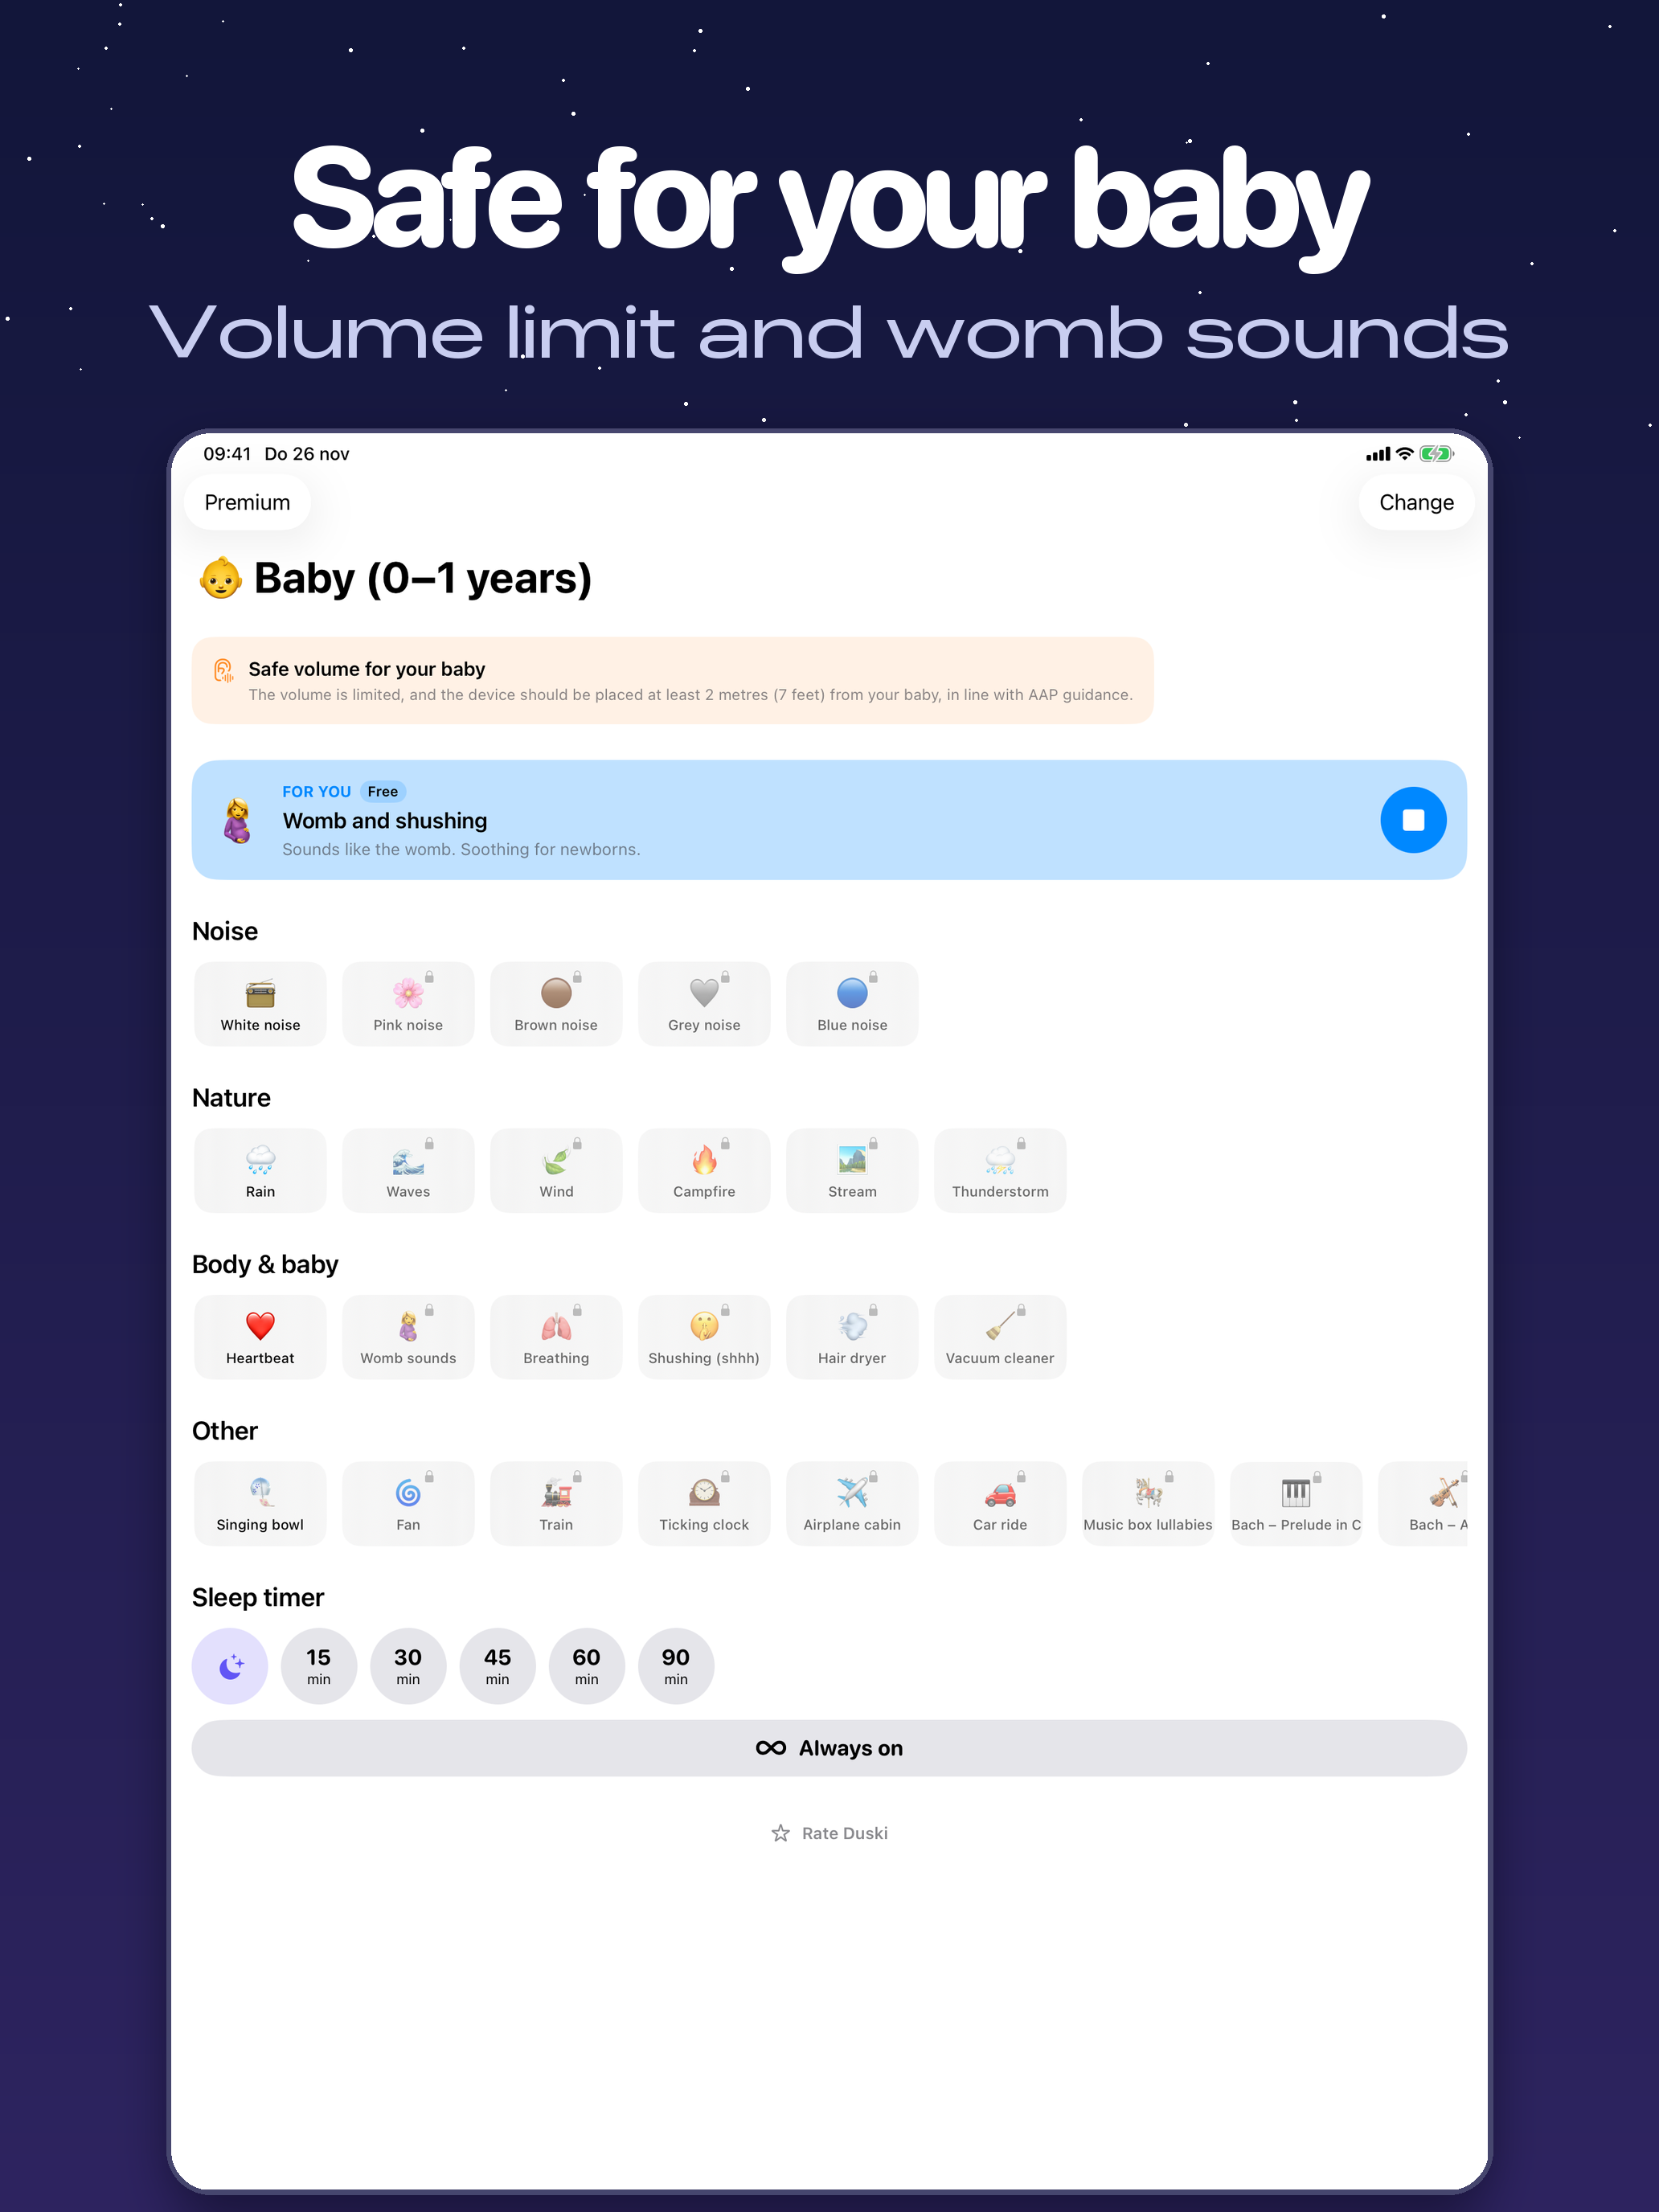 Safe for your baby
Volume limit and womb sounds
09:41 Do 26 nov
Premium
Change
Baby (0–1 years)
Safe volume for your baby
The volume is limited, and the device should be placed at least 2 metres (7 feet) from your baby, in line with AAP guidance.
FOR YOU Free
Womb and shushing
Sounds like the womb. Soothing for newborns.
Noise
White noise Pink noise Brown noise Grey noise Blue noise
Nature
Rain Waves Wind Campfire Stream Thunderstorm
Body & baby
Heartbeat Womb sounds Breathing Shushing (shhh) Hair dryer Vacuum cleaner
Other
Singing bowl Fan Train Ticking clock Airplane cabin Car ride Music box lullabies Bach – Prelude in C Bach – A
Sleep timer
15 30 45 60 90
min min min min min
Always on
Rate Duski